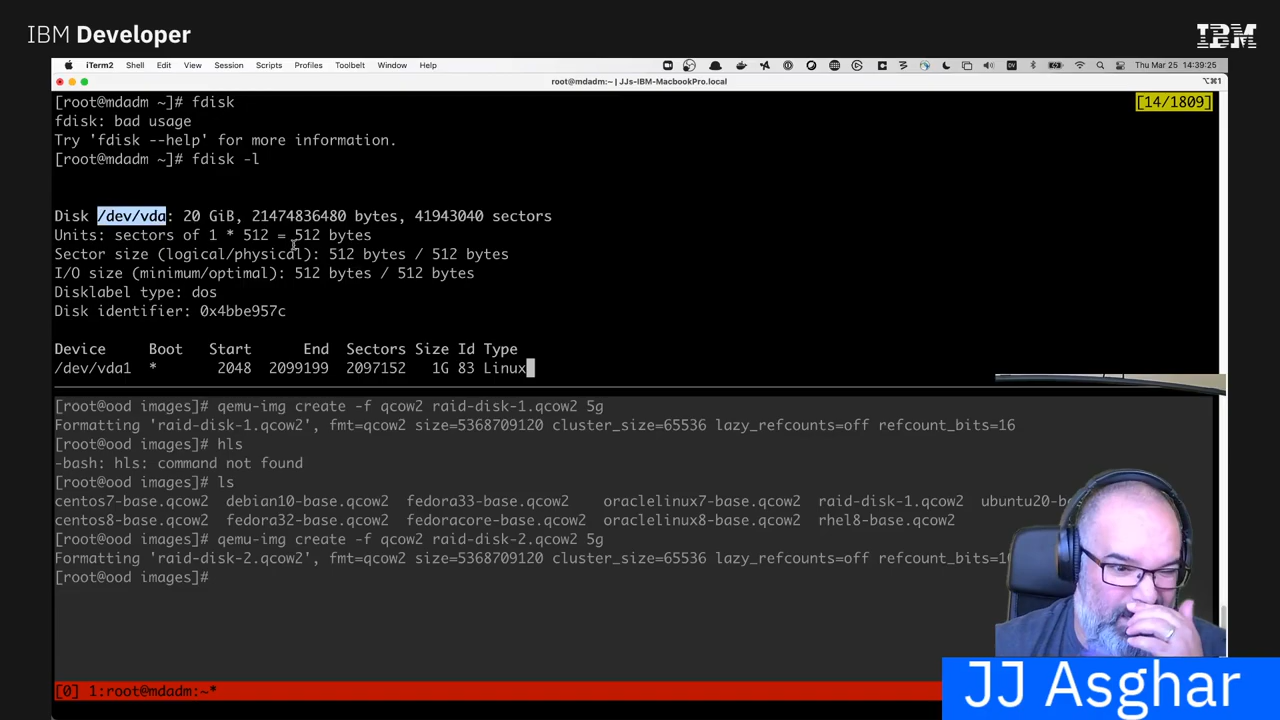 IBM Developer
IBM
iTerm2 Shell Edit View Session Scripts Profiles Toolbelt Window Help
Thu Mar 25 14:39:25
root@mdadm | JJs-IBM-MacbookPro.local
⌥⌘1
[root@mdadm ~]# fdisk
[14/1809]
fdisk: bad usage
Try 'fdisk --help' for more information.
[root@mdadm ~]# fdisk -l
Disk /dev/vda: 20 GiB, 21474836480 bytes, 41943040 sectors
Units: sectors of 1 * 512 = 512 bytes
Sector size (logical/physical): 512 bytes / 512 bytes
I/O size (minimum/optimal): 512 bytes / 512 bytes
Disklabel type: dos
Disk identifier: 0x4bbe957c
Device Boot Start End Sectors Size Id Type
/dev/vda1 * 2048 2099199 2097152 1G 83 Linux
[root@ood images]# qemu-img create -f qcow2 raid-disk-1.qcow2 5g
Formatting 'raid-disk-1.qcow2', fmt=qcow2 size=5368709120 cluster_size=65536 lazy_refcounts=off refcount_bits=16
[root@ood images]# hls
-bash: hls: command not found
[root@ood images]# ls
centos7-base.qcow2 debian10-base.qcow2 fedora33-base.qcow2 oraclelinux7-base.qcow2 raid-disk-1.qcow2
centos8-base.qcow2 fedora32-base.qcow2 fedoracore-base.qcow2 oraclelinux8-base.qcow2 rhel8-base.qcow2
[root@ood images]# qemu-img create -f qcow2 raid-disk-2.qcow2 5g
Formatting 'raid-disk-2.qcow2', fmt=qcow2 size=5368709120 cluster_size=65536 lazy_refcounts=off
[root@ood images]#
[0] 1:root@mdadm:~*
JJ Asghar